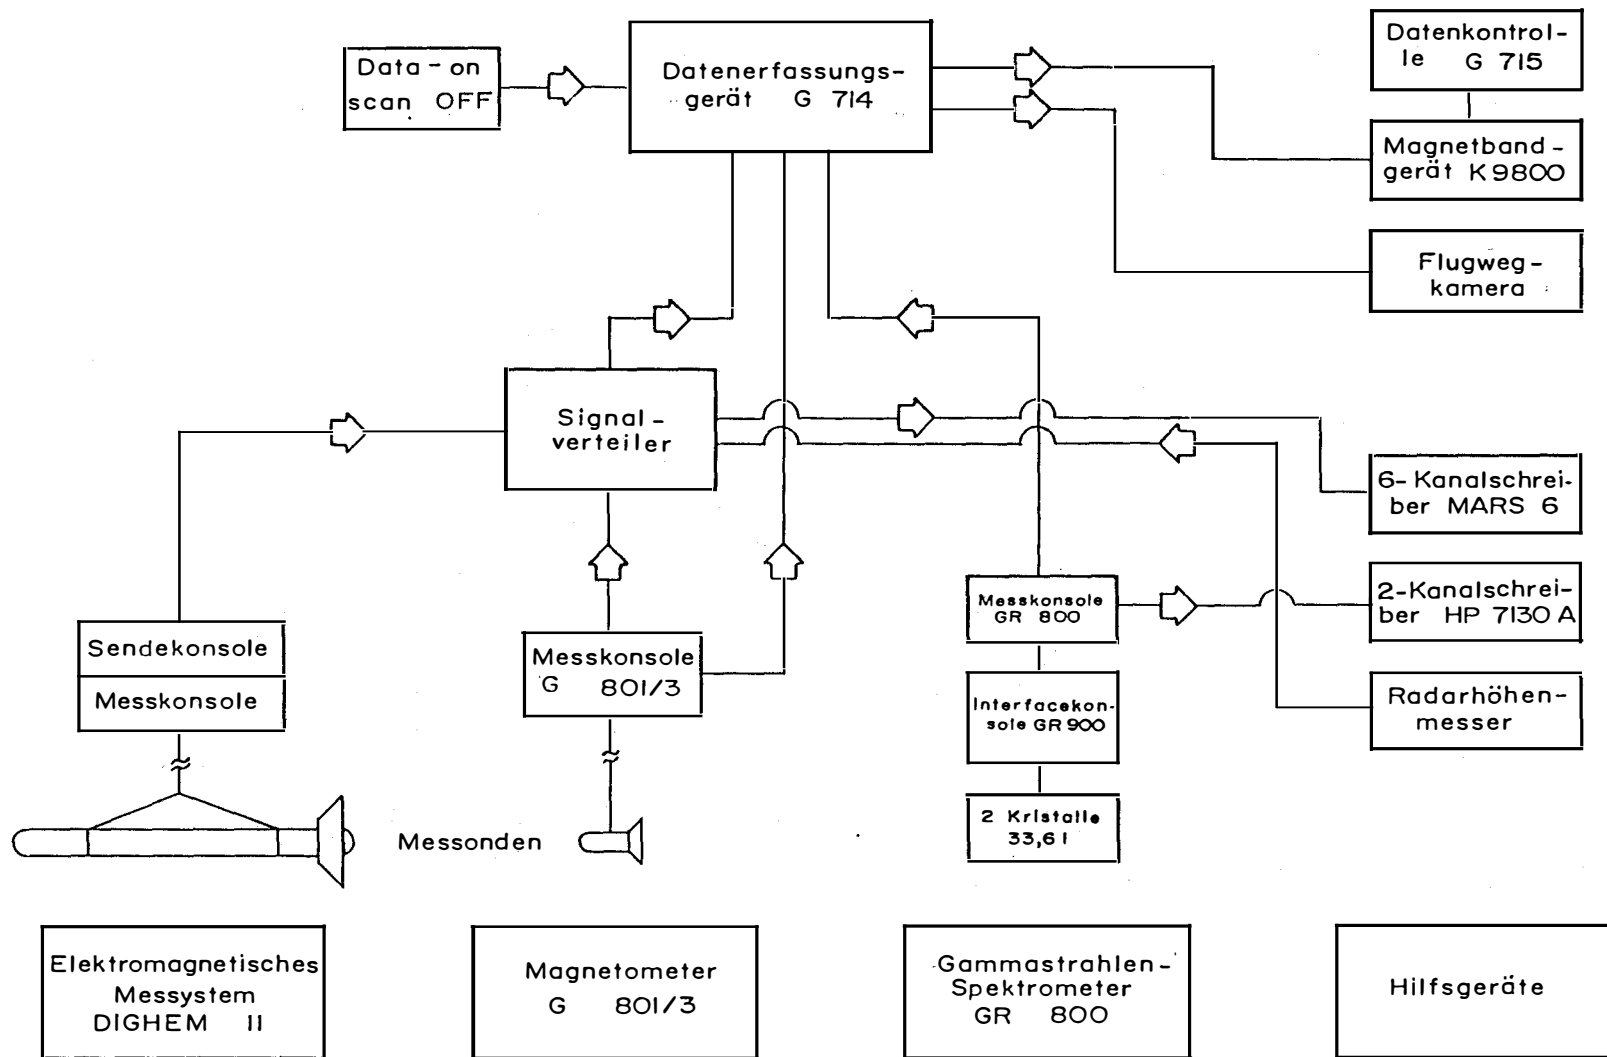 Data-on
scan OFF
Datenerfassungs-
gerät G 714
Datenkontrol-
le G 715
Magnetband-
gerät K9800
Flugweg-
kamera
Signal-
verteiler
6-Kanalschrei-
ber MARS 6
2-Kanalschrei-
ber HP 7130 A
Radarhöhen-
messer
Sendekonsole
Messkonsole
Messkonsole
G 801/3
Messkonsole
GR 800
Interfacekon-
sole GR 900
2 Kristalle
33,6 l
Messonden
Elektromagnetisches
Messystem
DIGHEM II
Magnetometer
G 801/3
Gammastrahlen-
Spektrometer
GR 800
Hilfsgeräte